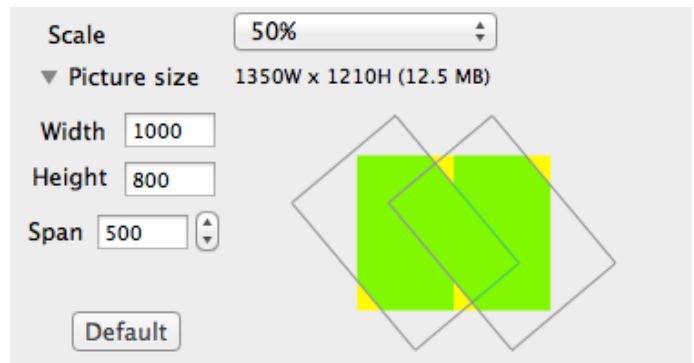 Scale 50%
Picture size 1350W x 1210H (12.5 MB)
Width 1000
Height 800
Span 500
Default